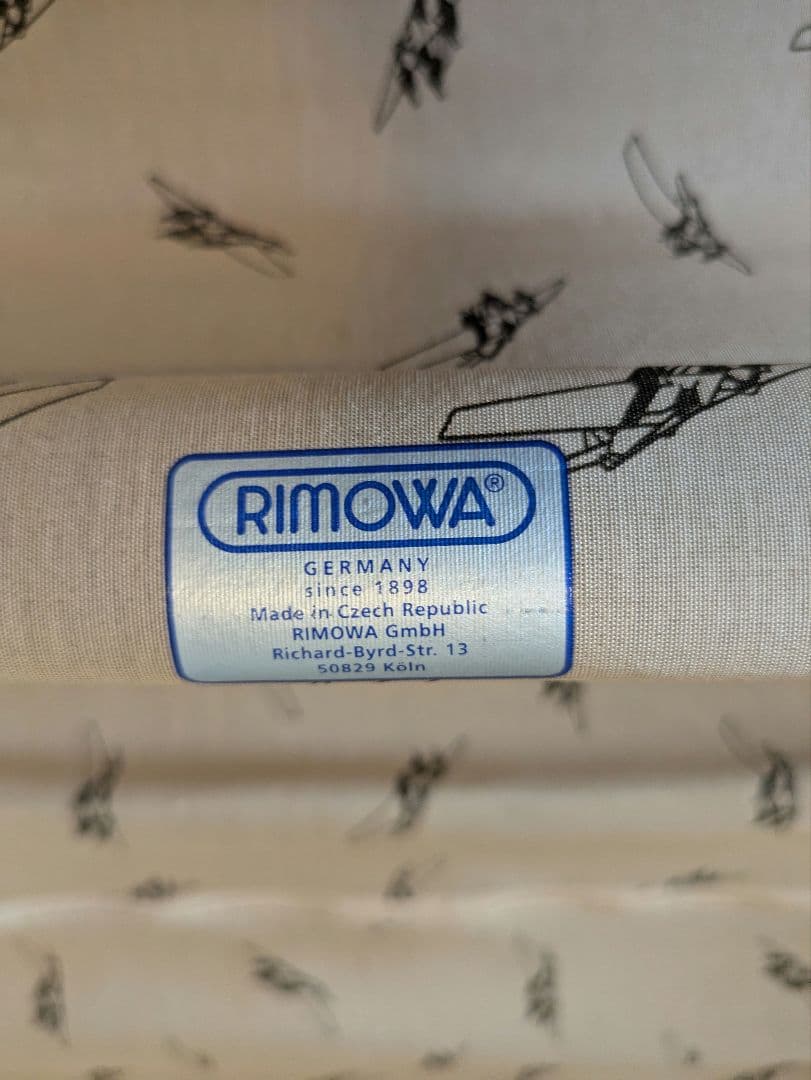 RIMOWA®
GERMANY
since 1898
Made in Czech Republic
RIMOWA GmbH
Richard-Byrd-Str. 13
50829 Köln